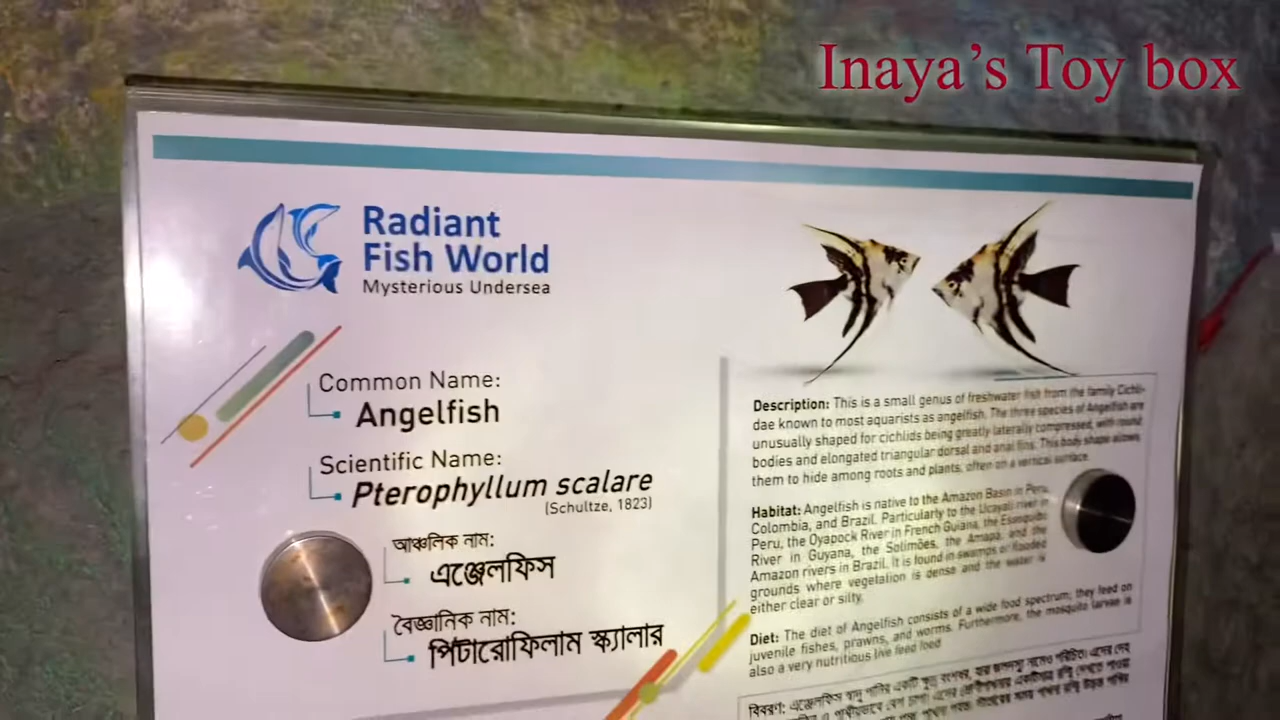 Inaya's Toy box
Radiant
Fish World
Mysterious Undersea
Common Name:
Angelfish
Scientific Name:
Pterophyllum scalare
(Schultze, 1823)
আঞ্চলিক নাম:
এঞ্জেলফিস
বৈজ্ঞানিক নাম:
পিটারোফিলাম স্ক্যালার
Description: This is a small genus of freshwater fish from the family Cichli-
dae known to most aquarists as angelfish. The three species of Angelfish are
unusually shaped for cichlids being greatly laterally compressed, with round
bodies and elongated triangular dorsal and anal fins. This body shape allows
them to hide among roots and plants, often on a vertical surface.
Habitat: Angelfish is native to the Amazon Basin in Peru,
Colombia, and Brazil. Particularly to the Ucayali river in
Peru, the Oyapock River in French Guiana, the Essequibo
River in Guyana, the Solimões, the Amapá, and the
Amazon rivers in Brazil. It is found in swamps or flooded
grounds where vegetation is dense and the water is
either clear or silty.
Diet: The diet of Angelfish consists of a wide food spectrum; they feed on
juvenile fishes, prawns, and worms. Furthermore, the mosquito larvae is
also a very nutritious live feed food
বিবরণ: এঞ্জেলফিস স্বাদু পানির একটি ক্ষুদ্র